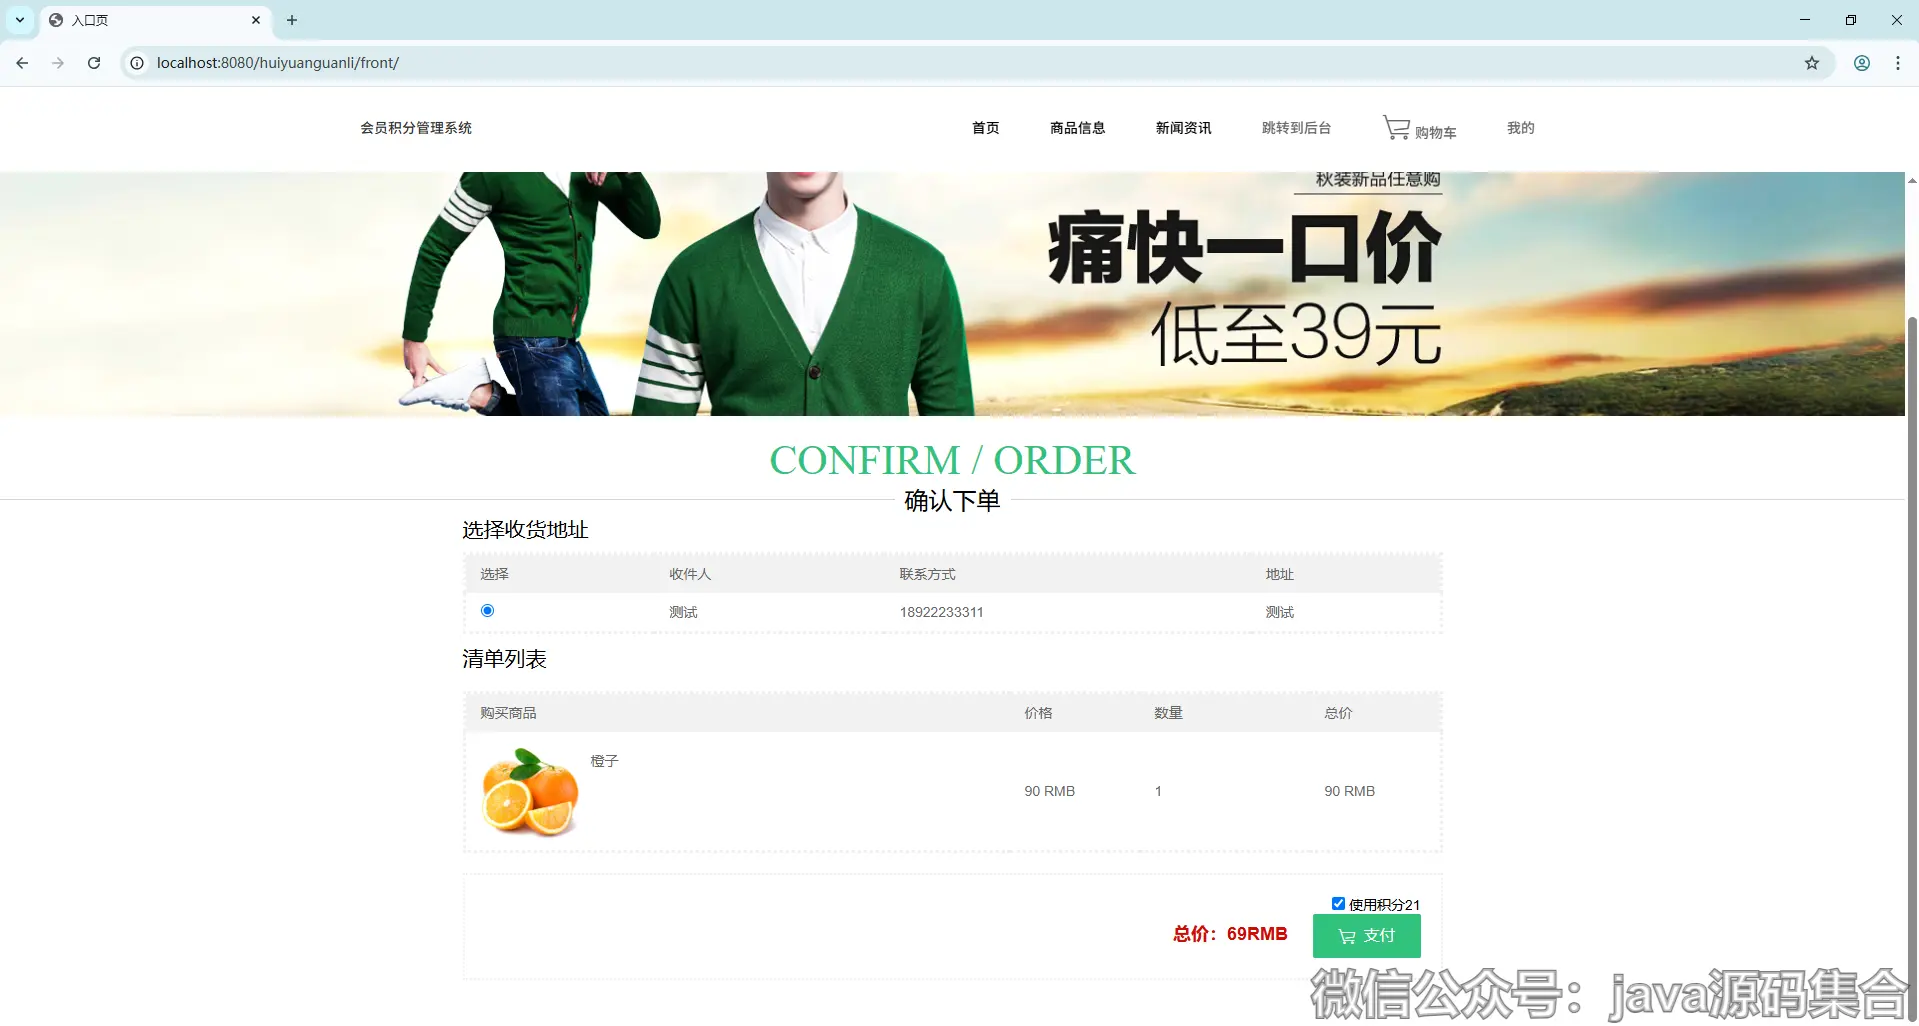 入口页
localhost:8080/huiyuanguanli/front/
会员积分管理系统
首页
商品信息
新闻资讯
跳转到后台
购物车
我的
秋装新品任意购
痛快一口价
低至39元
CONFIRM / ORDER
确认下单
选择收货地址
选择 收件人 联系方式 地址
测试 18922233311 测试
清单列表
购买商品 价格 数量 总价
橙子
90 RMB 1 90 RMB
使用积分21
总价：69RMB
支付
微信公众号：java源码集合